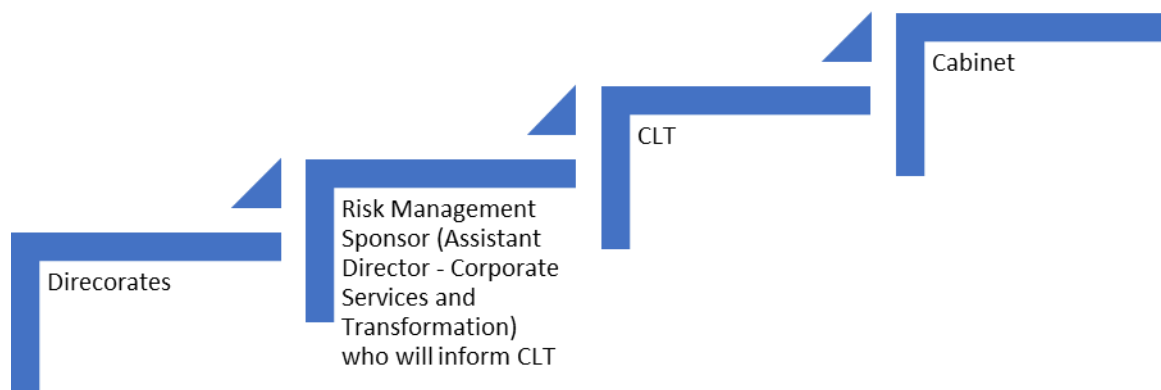 Direcorates
Risk Management
Sponsor (Assistant
Director - Corporate
Services and
Transformation)
who will inform CLT
CLT
Cabinet